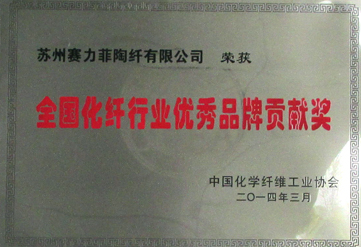 苏州赛力菲陶纤有限公司 荣获
全国化纤行业优秀品牌贡献奖
中国化学纤维工业协会
二〇一四年三月